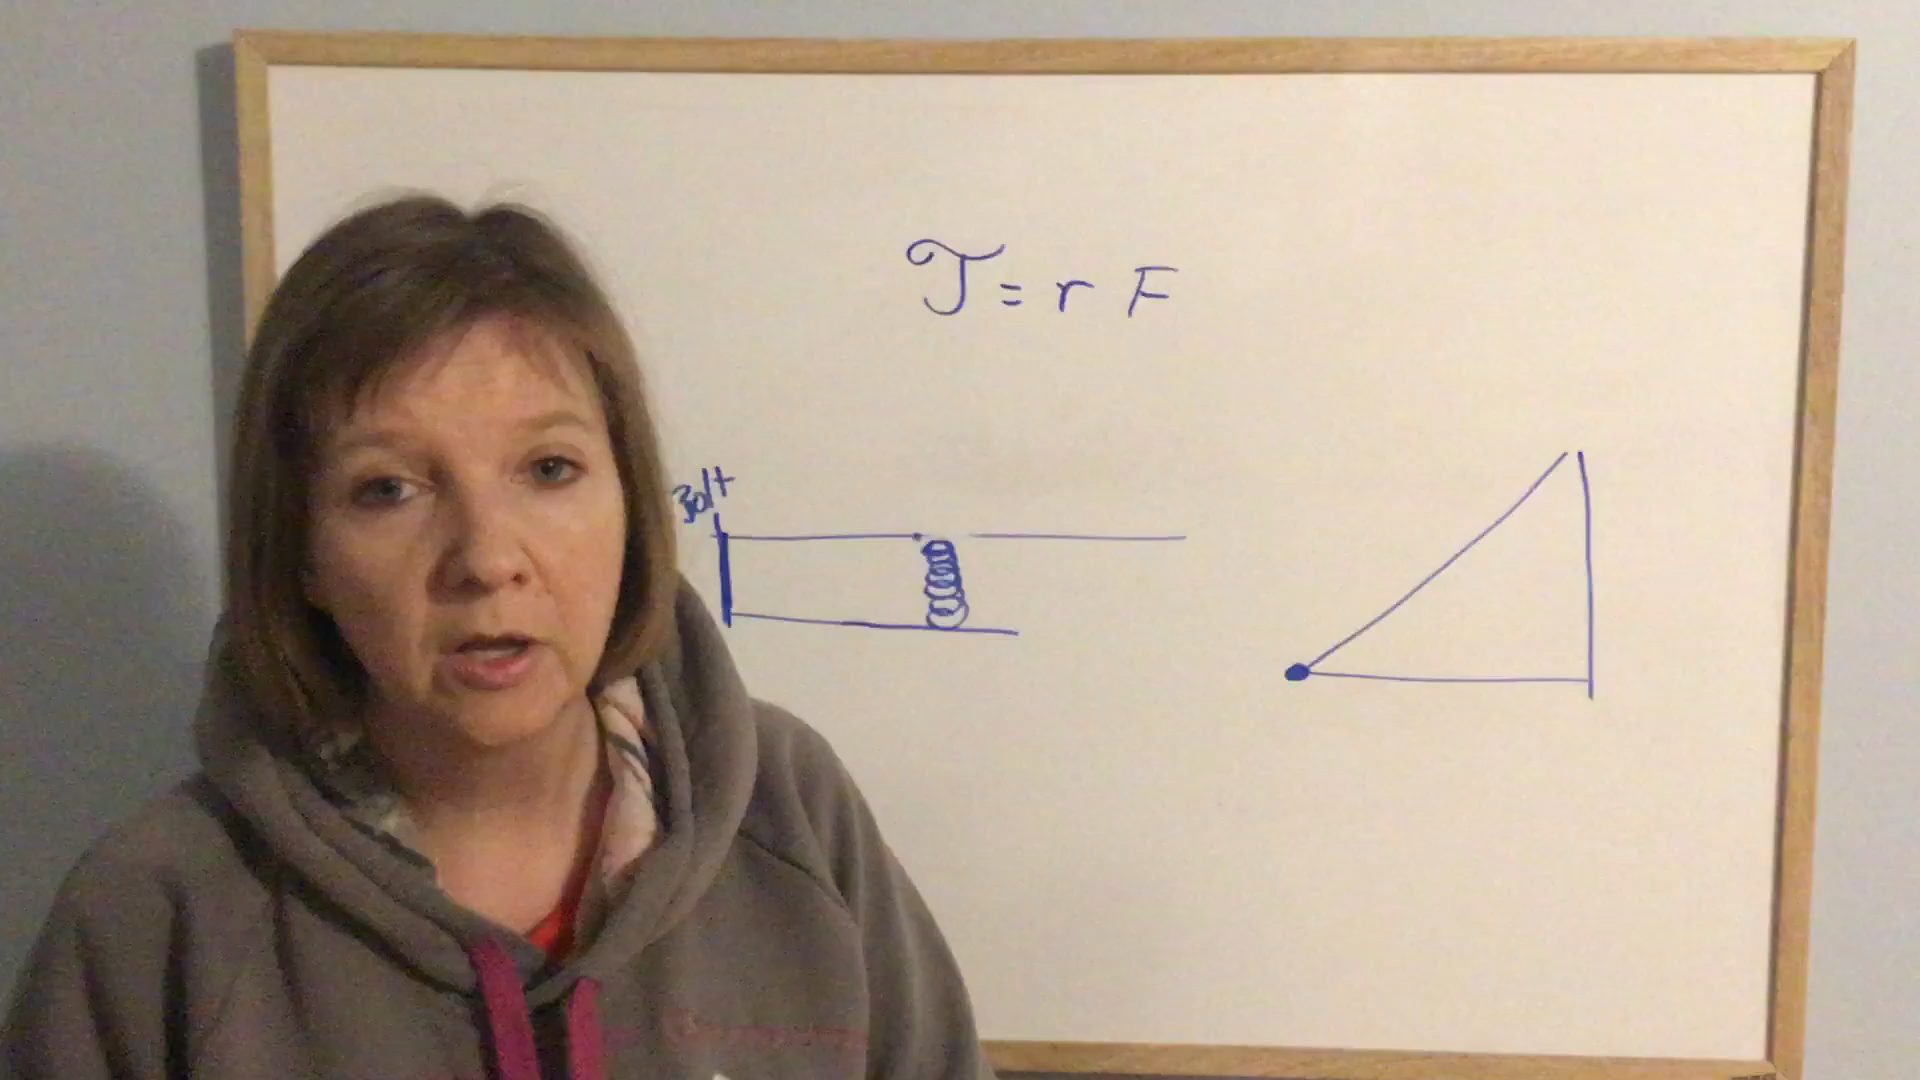 τ = r F
Bolt